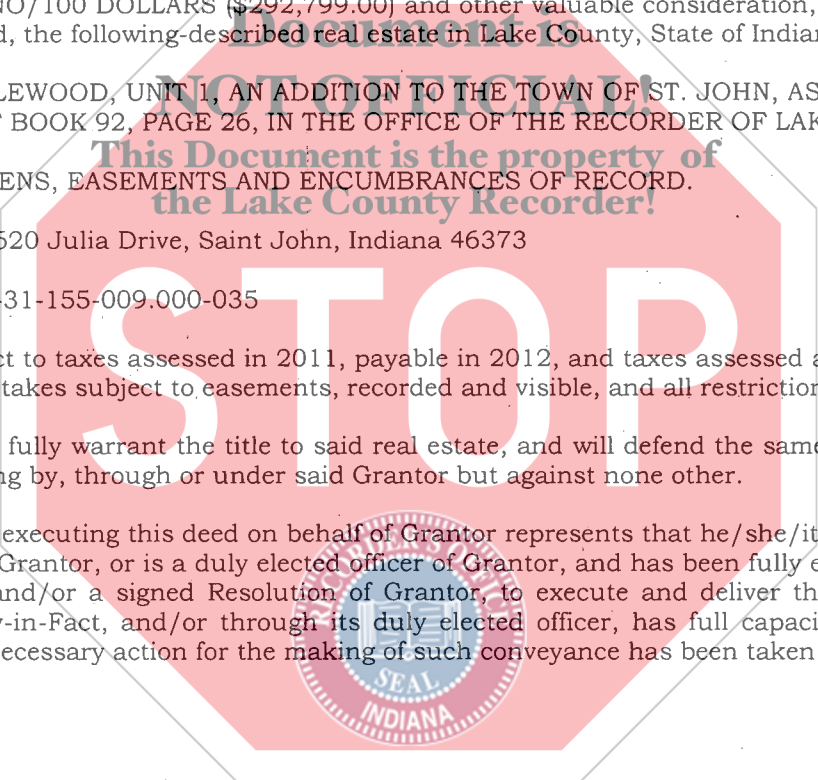 NO/100 DOLLARS ($292,799.00) and other valuable consideration,
d, the following-described real estate in Lake County, State of Indian
Document is
NOT OFFICIAL!
LEWOOD, UNIT 1, AN ADDITION TO THE TOWN OF ST. JOHN, AS
BOOK 92, PAGE 26, IN THE OFFICE OF THE RECORDER OF LAK
This Document is the property of
ENS, EASEMENTS AND ENCUMBRANCES OF RECORD.
the Lake County Recorder!
520 Julia Drive, Saint John, Indiana 46373
-31-155-009.000-035
STOP
ct to taxes assessed in 2011, payable in 2012, and taxes assessed a
takes subject to easements, recorded and visible, and all restriction
fully warrant the title to said real estate, and will defend the same
ng by, through or under said Grantor but against none other.
executing this deed on behalf of Grantor represents that he/she/it
Grantor, or is a duly elected officer of Grantor, and has been fully e
and/or a signed Resolution of Grantor, to execute and deliver th
y-in-Fact, and/or through its duly elected officer, has full capaci
ecessary action for the making of such conveyance has been taken
RECORDER'S OFFICE
SEAL
INDIANA